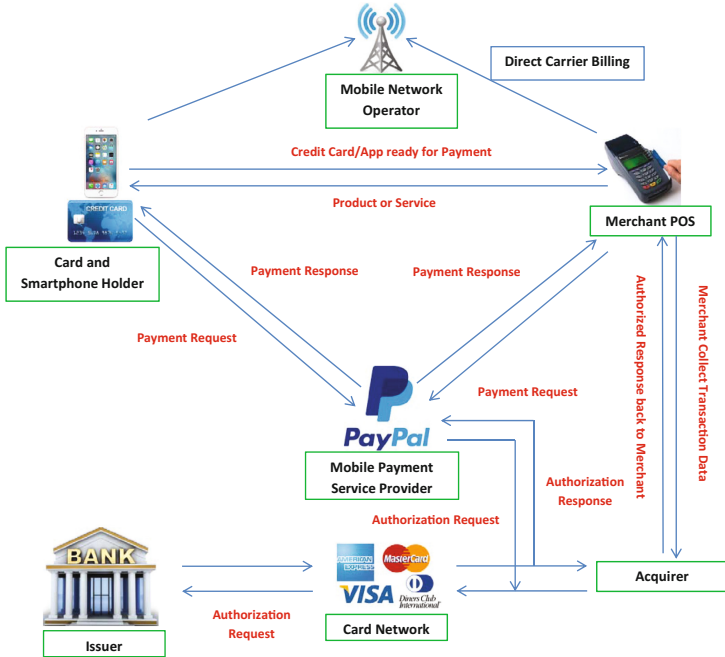 Direct Carrier Billing
Mobile Network
Operator
Credit Card/App ready for Payment
Product or Service
CREDIT CARD
Card and
Smartphone Holder
Merchant POS
Payment Response
Payment Response
Payment Request
Payment Request
Authorized Response back to Merchant
Merchant Collect Transaction Data
PayPal
Mobile Payment
Service Provider
Authorization
Response
Authorization Request
BANK
AMERICAN
EXPRESS
MasterCard
VISA
Diners Club
International
Authorization
Request
Acquirer
Issuer
Card Network